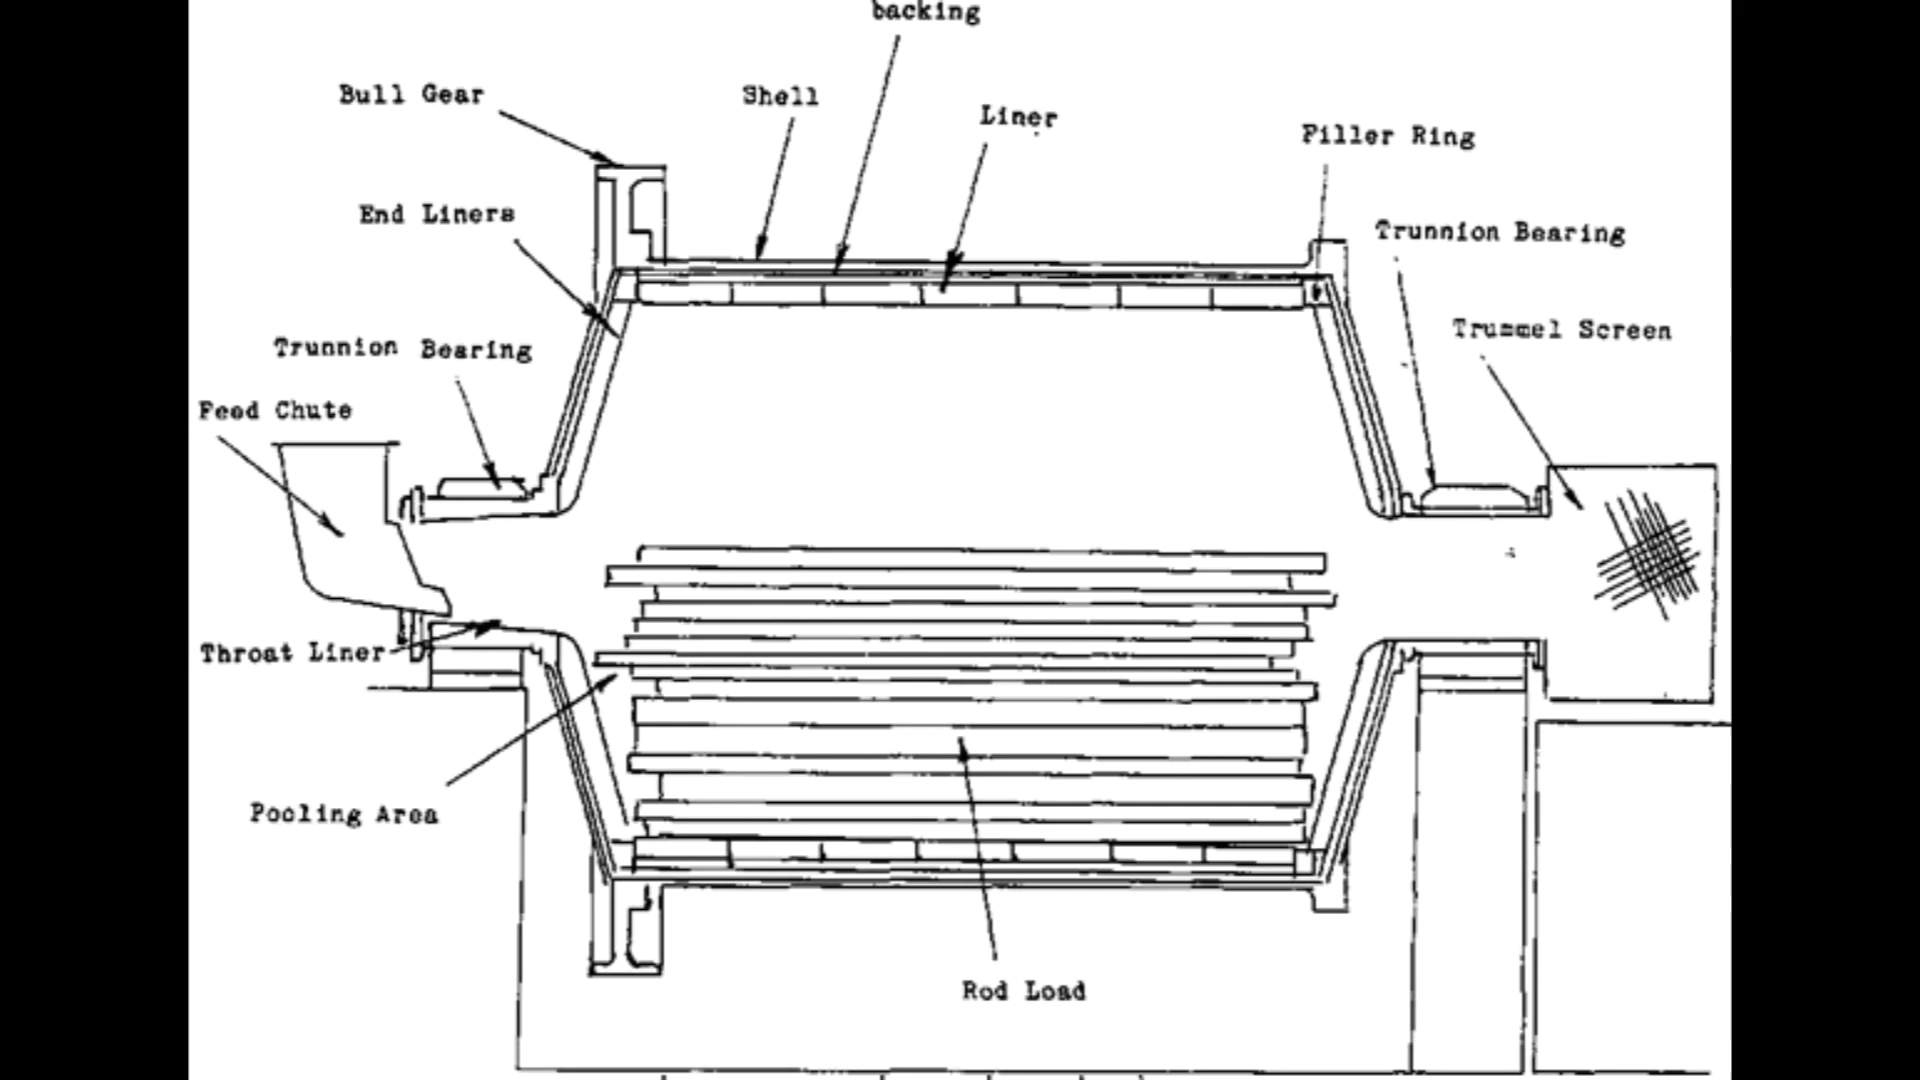 backing
Bull Gear
Shell
Liner
Filler Ring
End Liners
Trunnion Bearing
Trunnion Bearing
Trummel Screen
Feed Chute
Throat Liner
Pooling Area
Rod Load